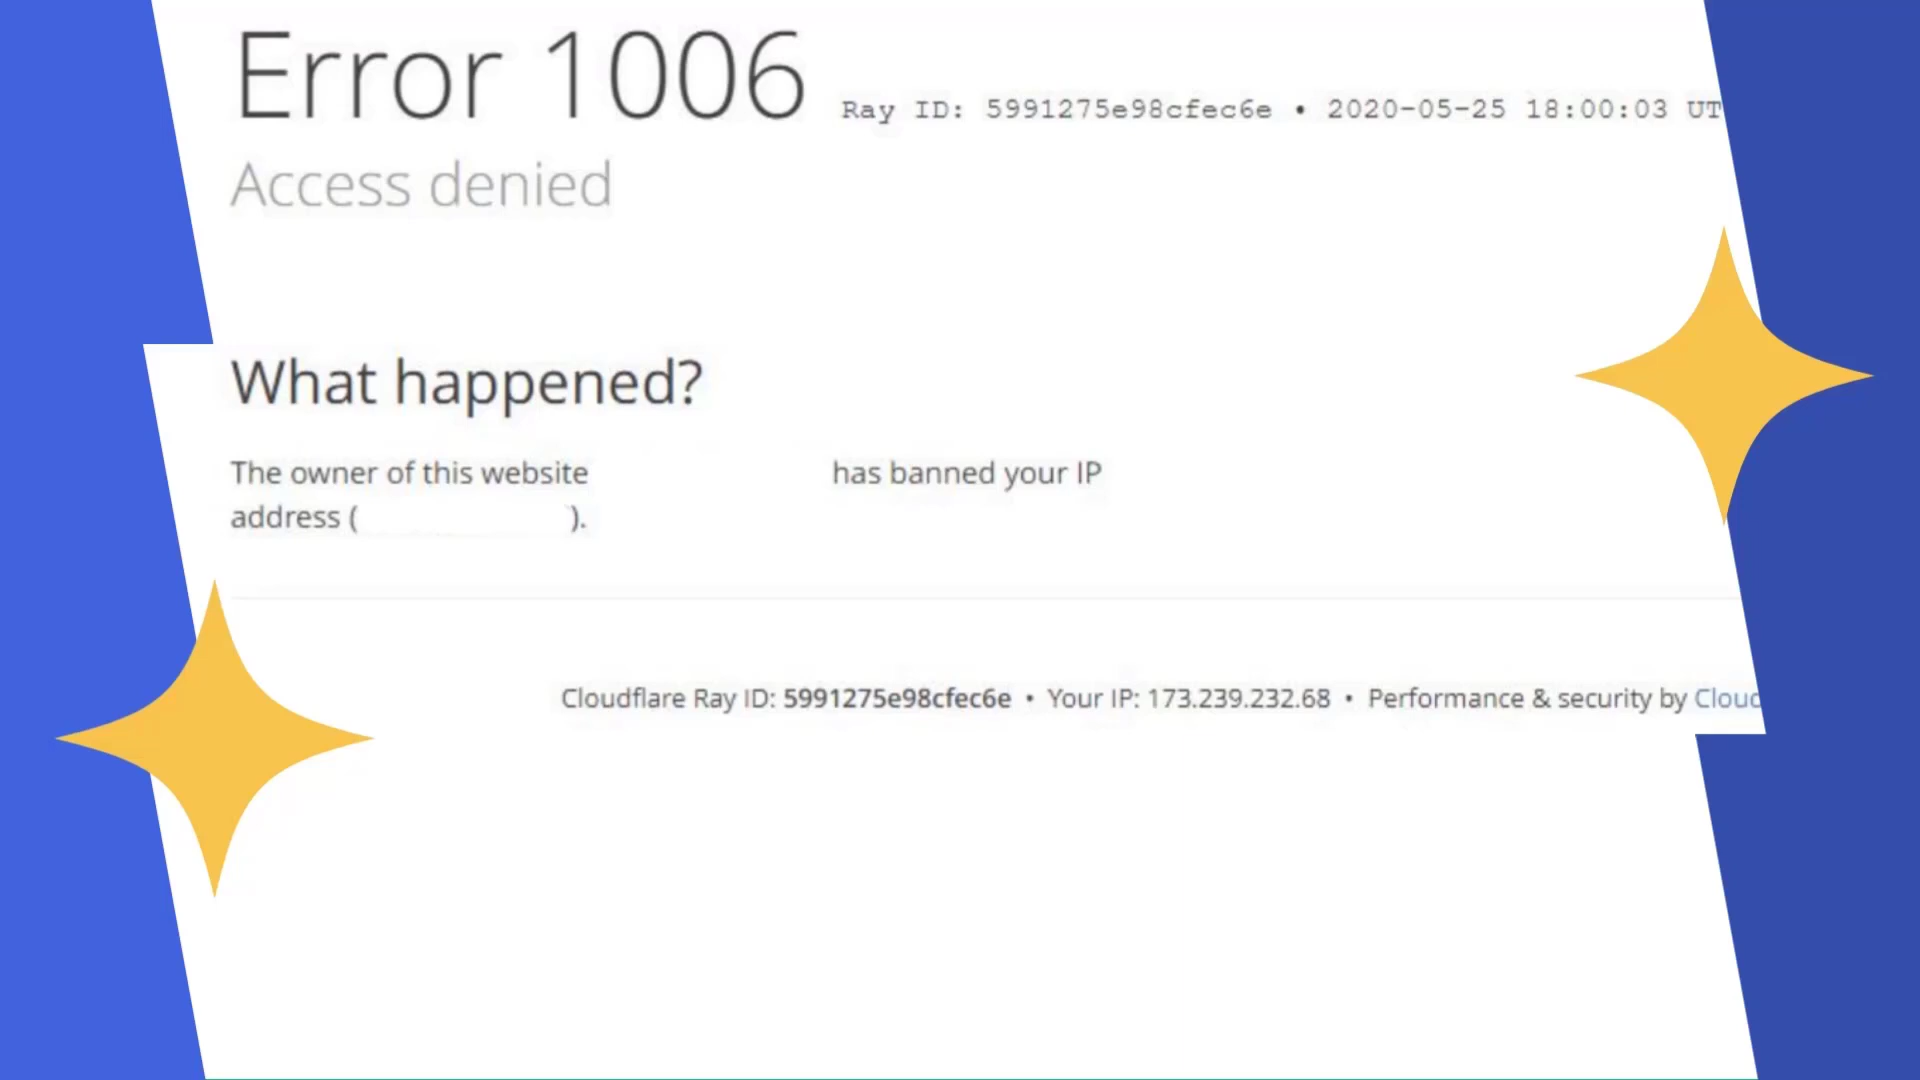 Error 1006 Ray ID: 5991275e98cfec6e • 2020-05-25 18:00:03 UT
Access denied
What happened?
The owner of this website has banned your IP
address ( ).
Cloudflare Ray ID: 5991275e98cfec6e • Your IP: 173.239.232.68 • Performance & security by Cloud